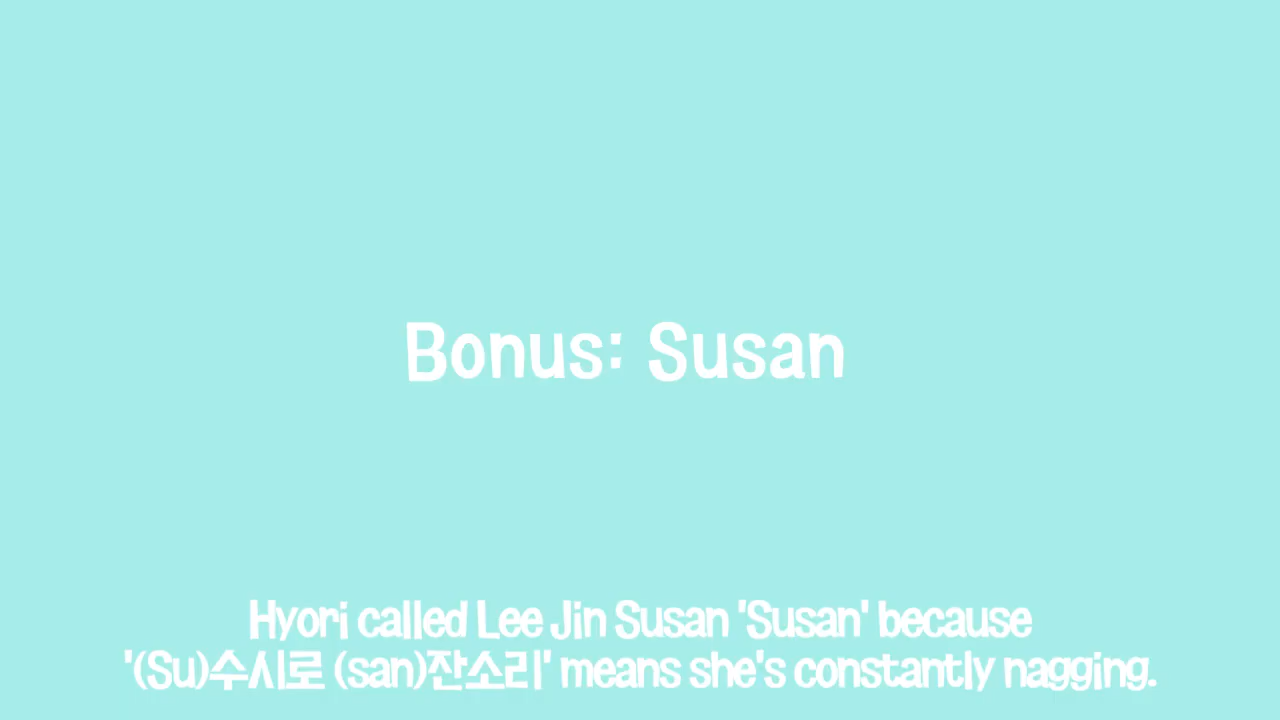 Bonus: Susan
Hyori called Lee Jin Susan 'Susan' because
'(Su)수시로 (san)잔소리' means she's constantly nagging.